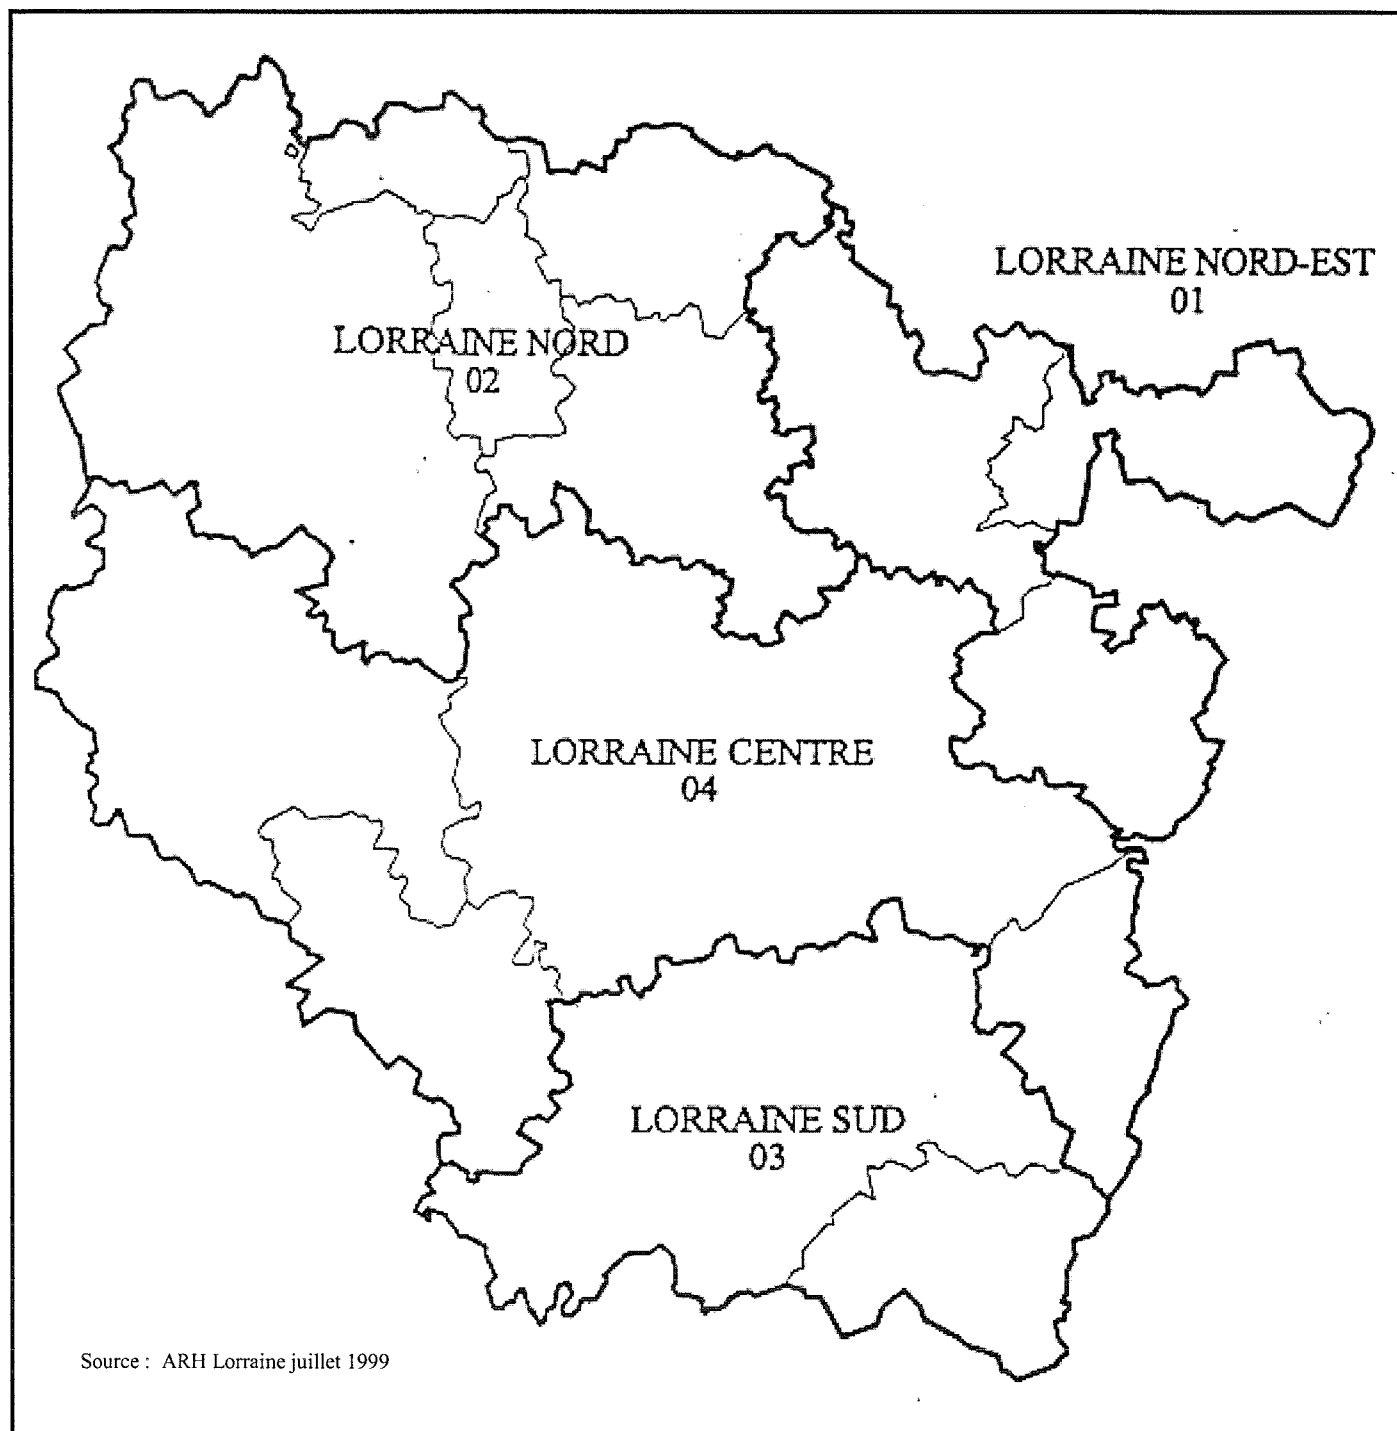 LORRAINE NORD-EST
01
LORRAINE NORD
02
LORRAINE CENTRE
04
LORRAINE SUD
03
Source : ARH Lorraine juillet 1999